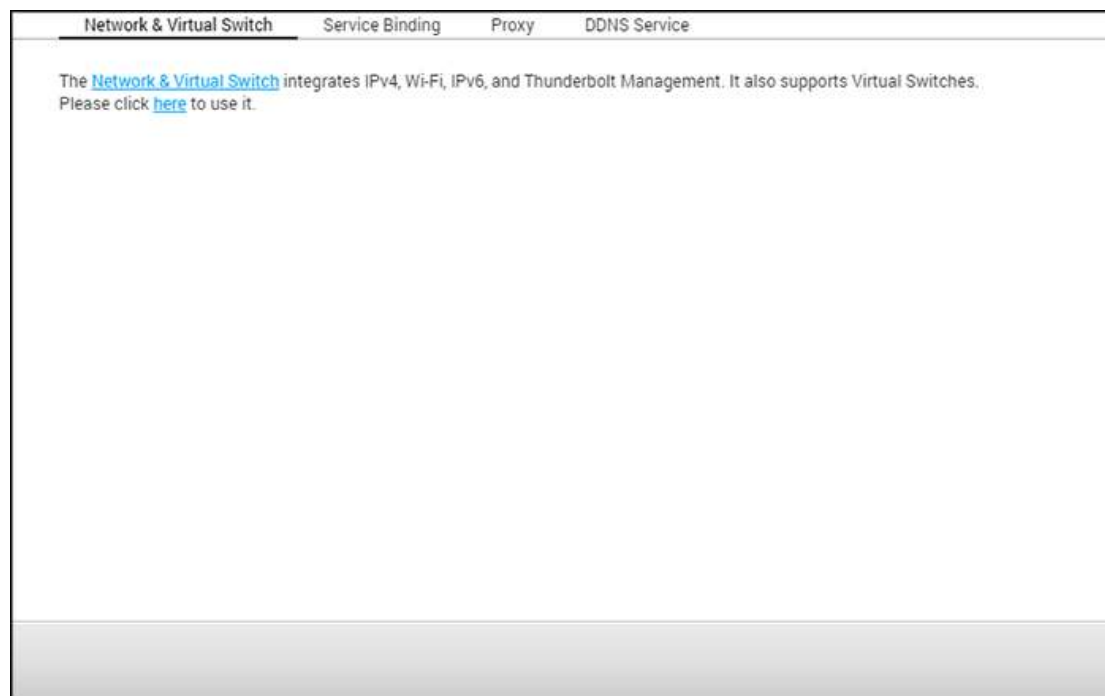 Network & Virtual Switch Service Binding Proxy DDNS Service
The Network & Virtual Switch integrates IPv4, Wi-Fi, IPv6, and Thunderbolt Management. It also supports Virtual Switches.
Please click here to use it.